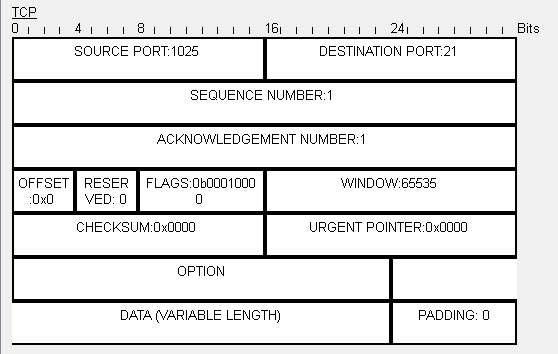 TCP
0 4 8 16 24 Bits
SOURCE PORT:1025 DESTINATION PORT:21
SEQUENCE NUMBER:1
ACKNOWLEDGEMENT NUMBER:1
OFFSET RESER FLAGS:0b0001000 WINDOW:65535
:0x0 VED: 0 0
CHECKSUM:0x0000 URGENT POINTER:0x0000
OPTION
DATA (VARIABLE LENGTH) PADDING: 0